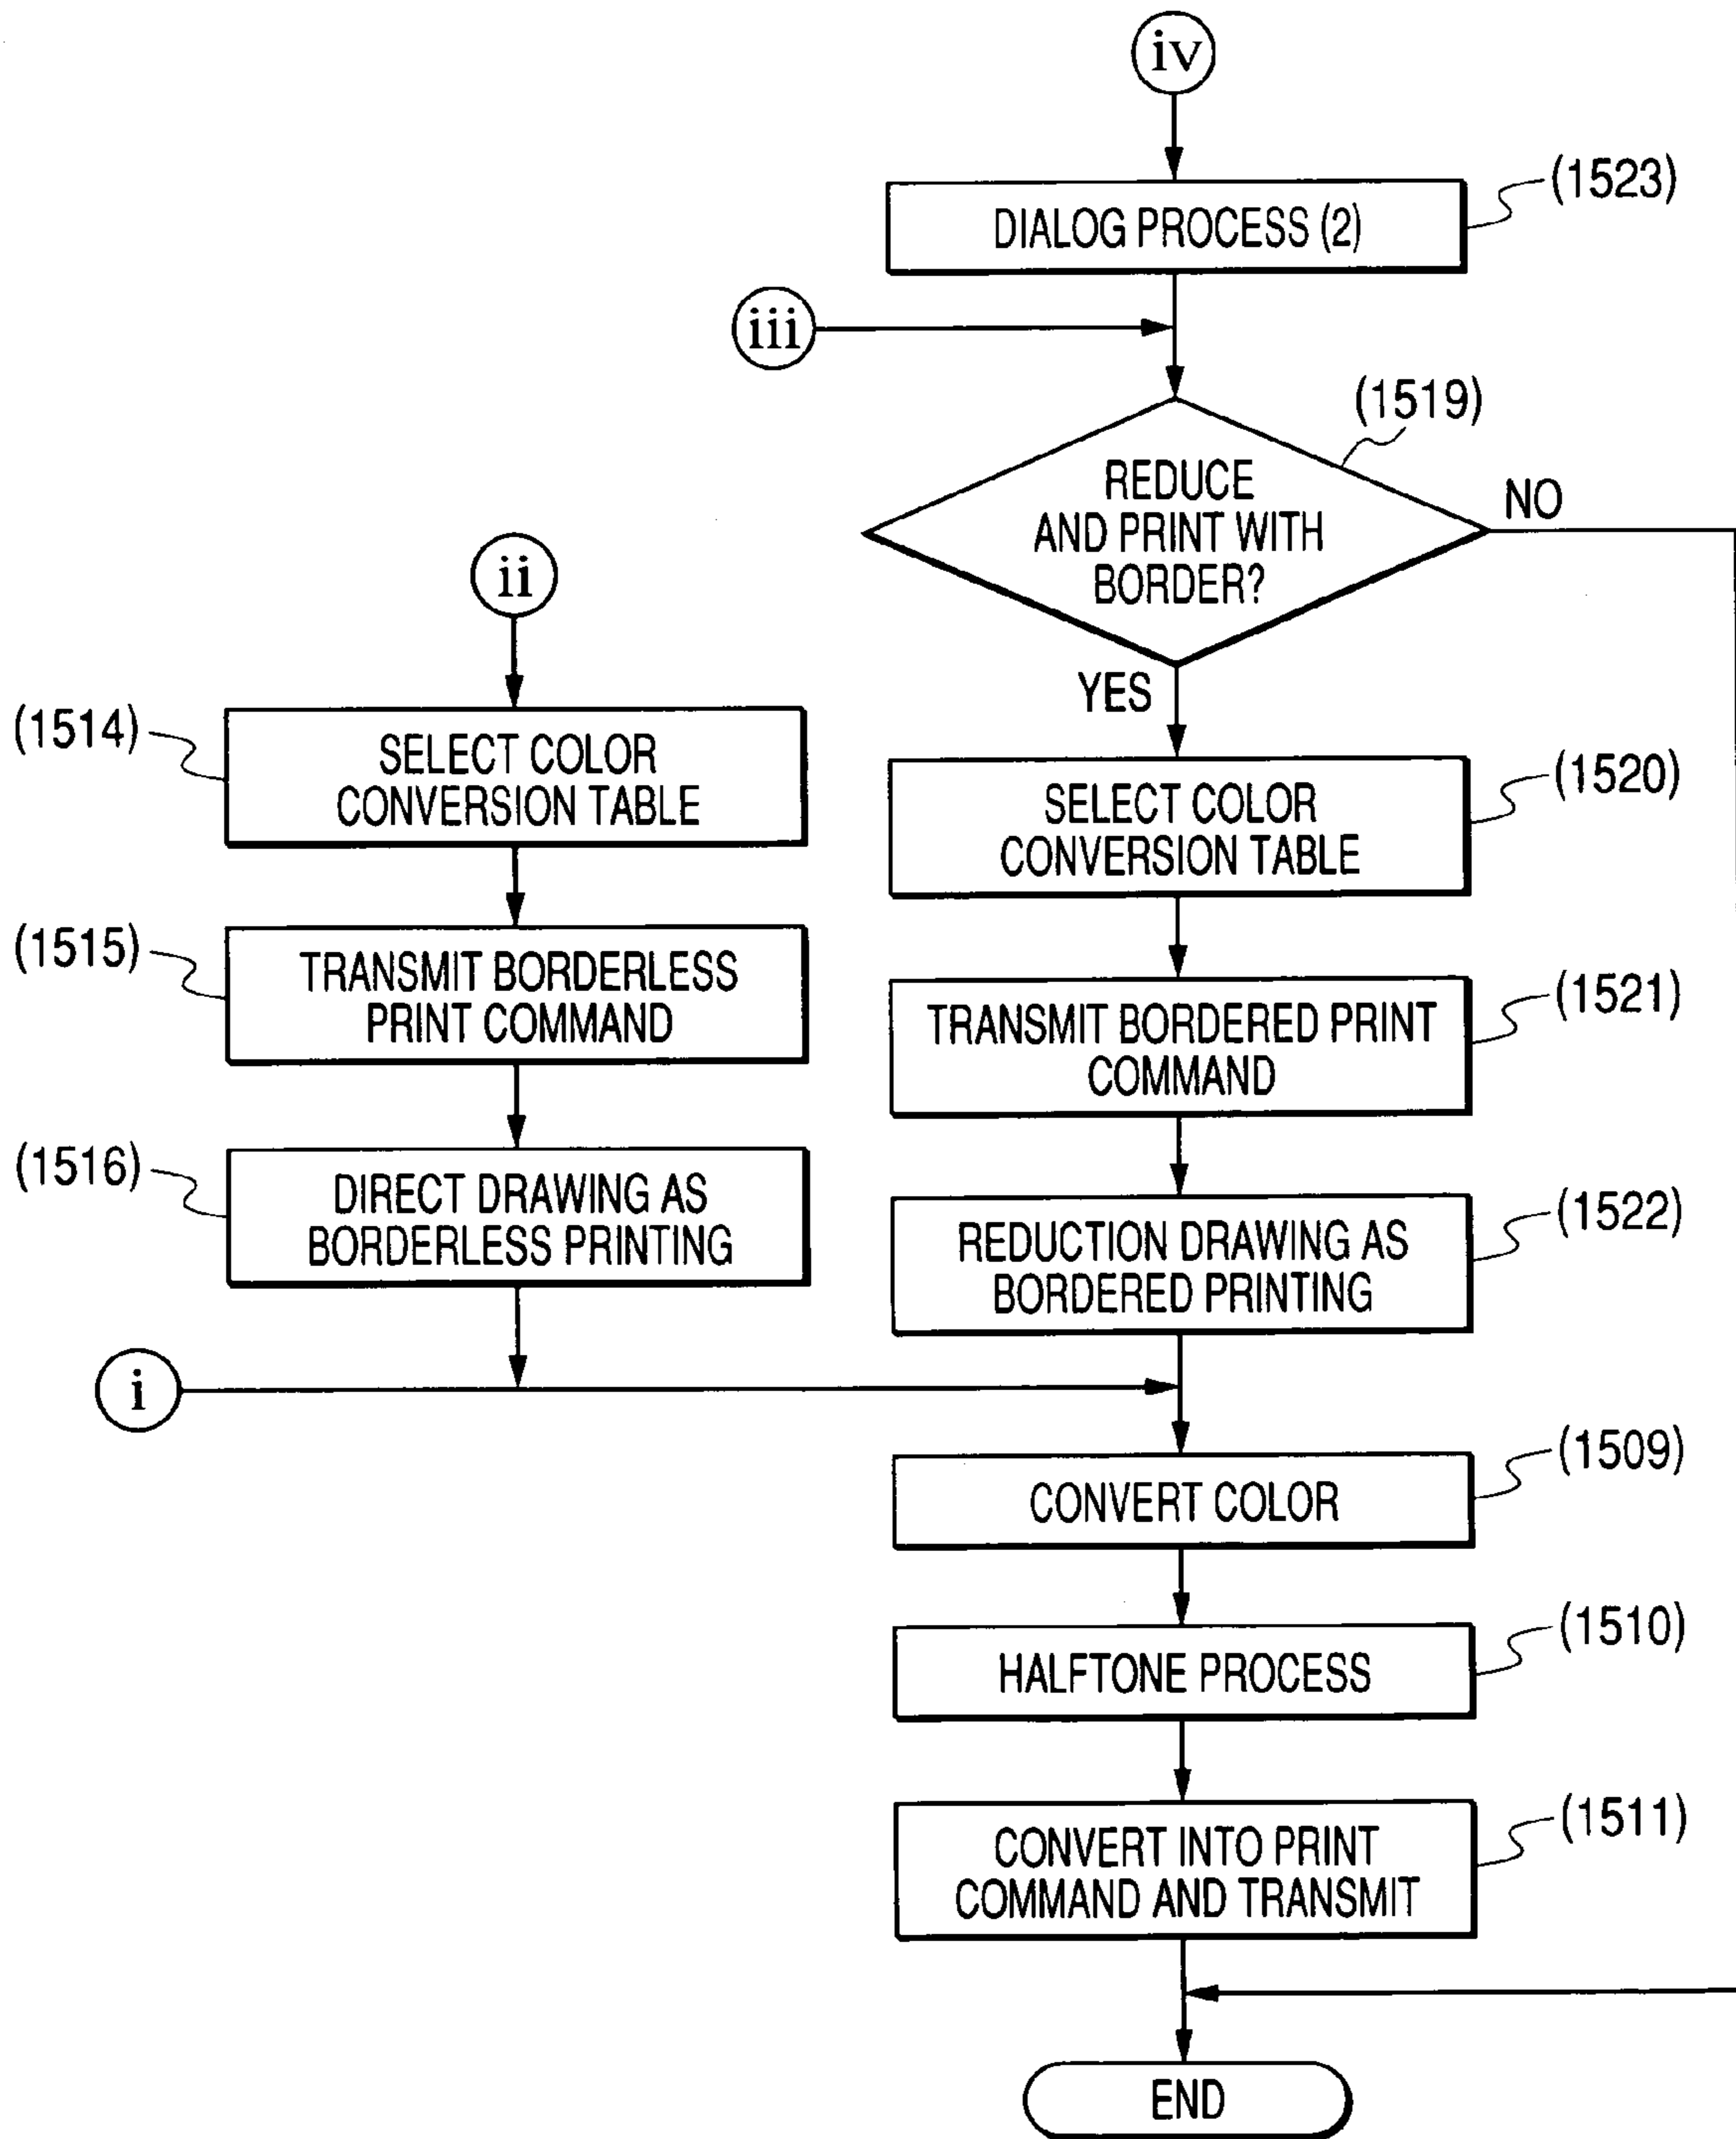 iv
(1523)
DIALOG PROCESS (2)
iii
(1519)
REDUCE
AND PRINT WITH
BORDER?
NO
YES
ii
(1514)
SELECT COLOR
CONVERSION TABLE
(1520)
SELECT COLOR
CONVERSION TABLE
(1515)
TRANSMIT BORDERLESS
PRINT COMMAND
(1521)
TRANSMIT BORDERED PRINT
COMMAND
(1516)
DIRECT DRAWING AS
BORDERLESS PRINTING
(1522)
REDUCTION DRAWING AS
BORDERED PRINTING
i
(1509)
CONVERT COLOR
(1510)
HALFTONE PROCESS
(1511)
CONVERT INTO PRINT
COMMAND AND TRANSMIT
END